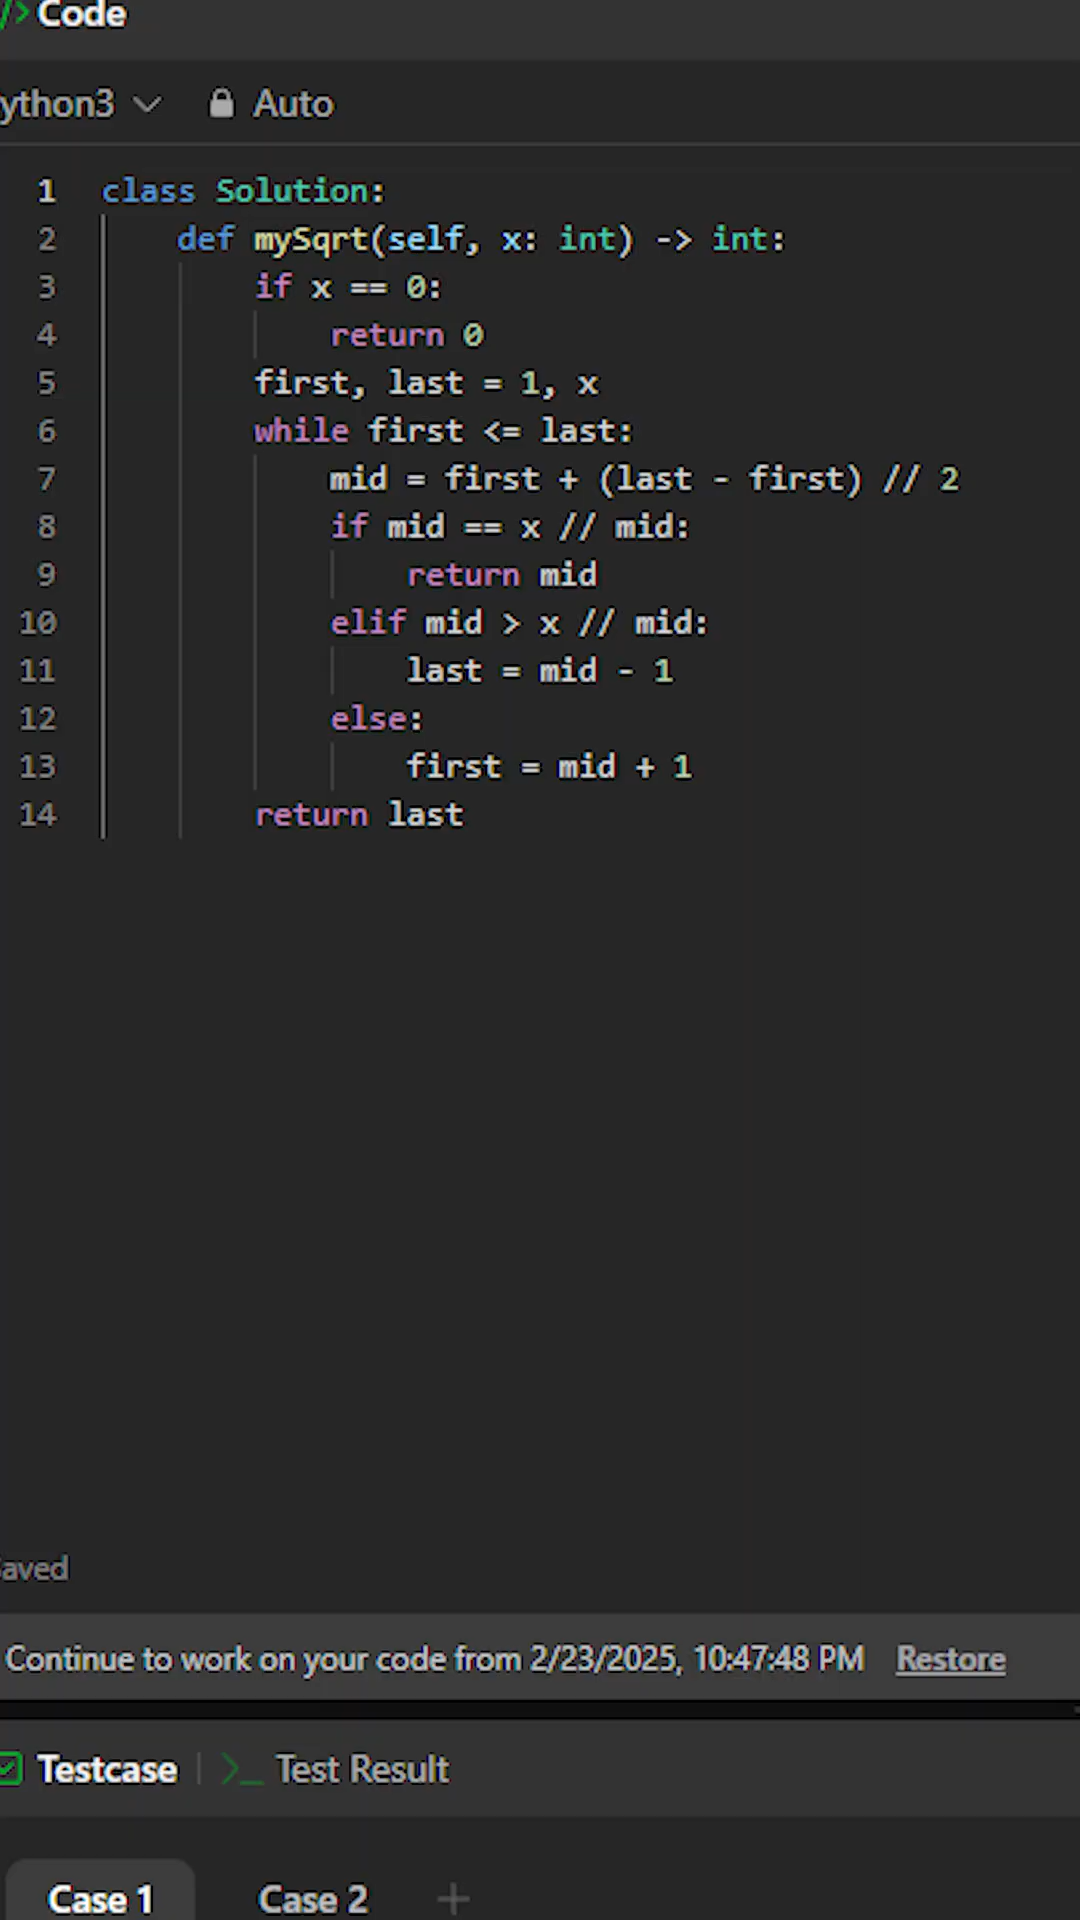 </> Code
ython3 Auto
1 class Solution:
2     def mySqrt(self, x: int) -> int:
3         if x == 0:
4             return 0
5         first, last = 1, x
6         while first <= last:
7             mid = first + (last - first) // 2
8             if mid == x // mid:
9                 return mid
10             elif mid > x // mid:
11                 last = mid - 1
12             else:
13                 first = mid + 1
14         return last
aved
Continue to work on your code from 2/23/2025, 10:47:48 PM Restore
Testcase | >_ Test Result
Case 1 Case 2 +